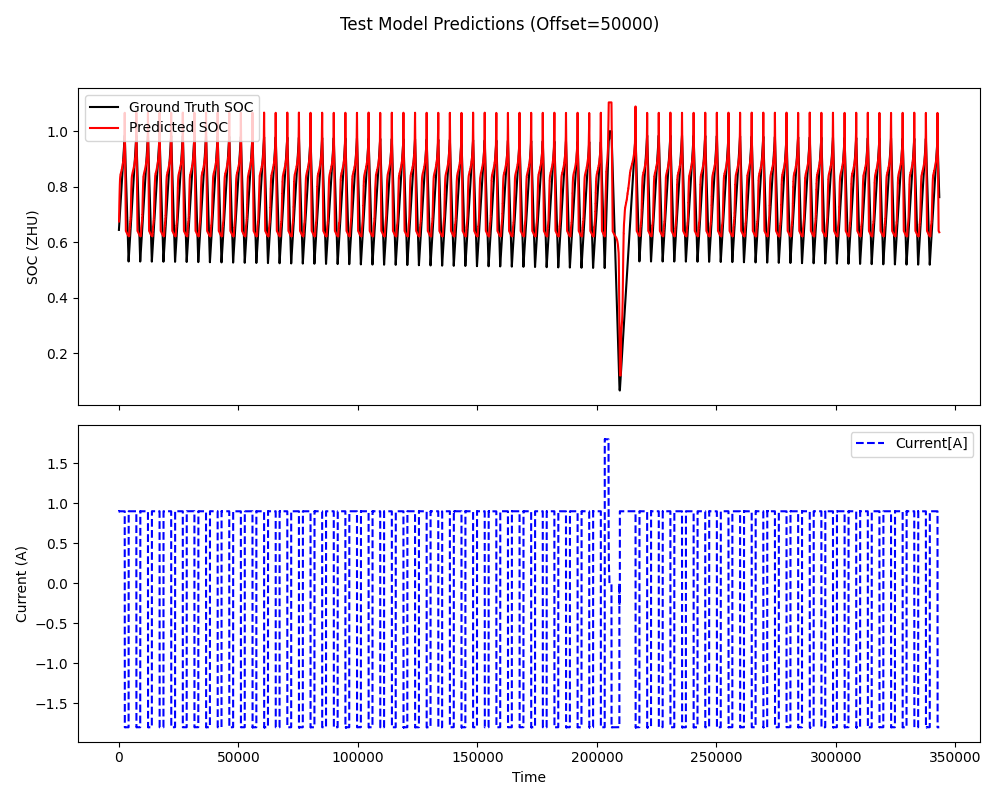 Test Model Predictions (Offset=50000)
Ground Truth SOC
Predicted SOC
SOC (ZHU)
1.0
0.8
0.6
0.4
0.2
Current[A]
Current (A)
1.5
1.0
0.5
0.0
−0.5
−1.0
−1.5
0
50000
100000
150000
200000
250000
300000
350000
Time